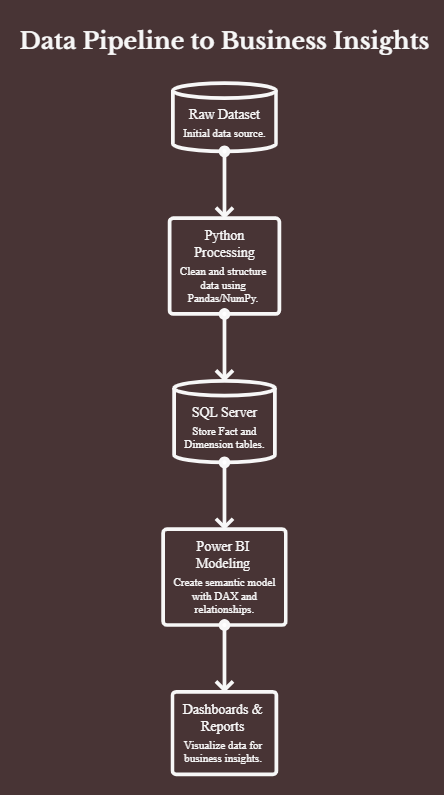 Data Pipeline to Business Insights
Raw Dataset
Initial data source.
Python
Processing
Clean and structure
data using
Pandas/NumPy.
SQL Server
Store Fact and
Dimension tables.
Power BI
Modeling
Create semantic model
with DAX and
relationships.
Dashboards &
Reports
Visualize data for
business insights.